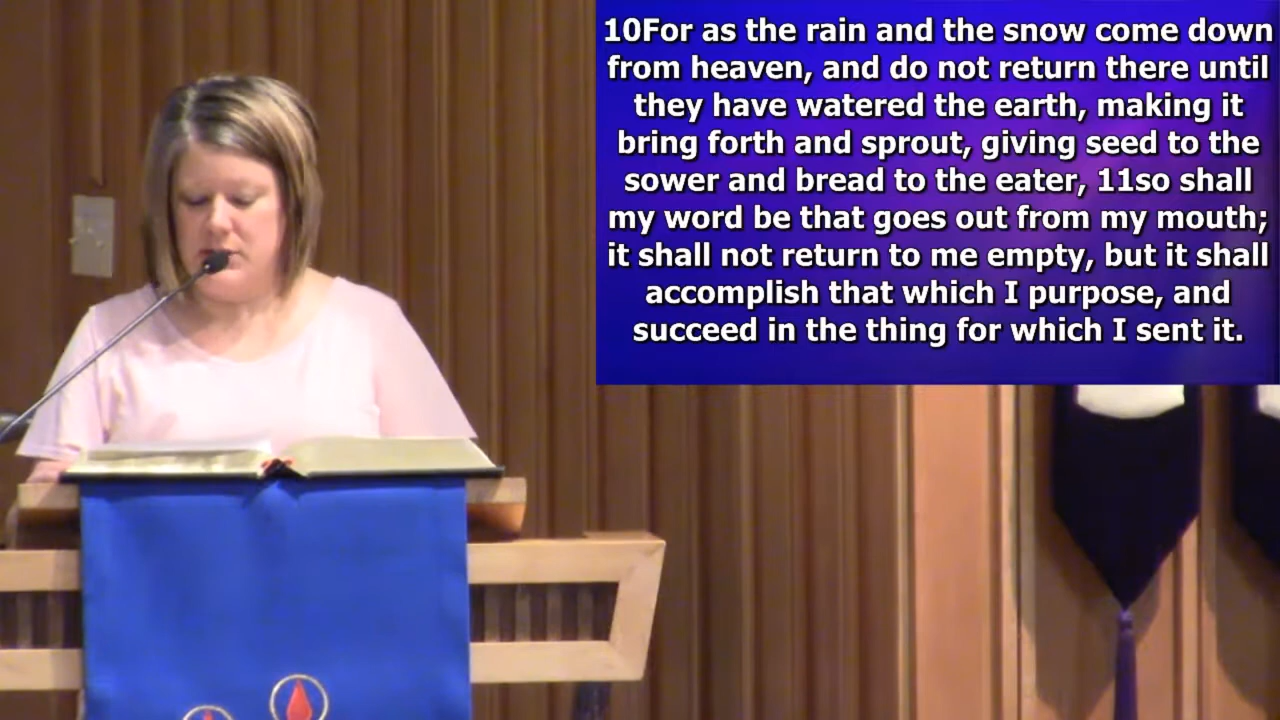 10For as the rain and the snow come down
from heaven, and do not return there until
they have watered the earth, making it
bring forth and sprout, giving seed to the
sower and bread to the eater, 11so shall
my word be that goes out from my mouth;
it shall not return to me empty, but it shall
accomplish that which I purpose, and
succeed in the thing for which I sent it.